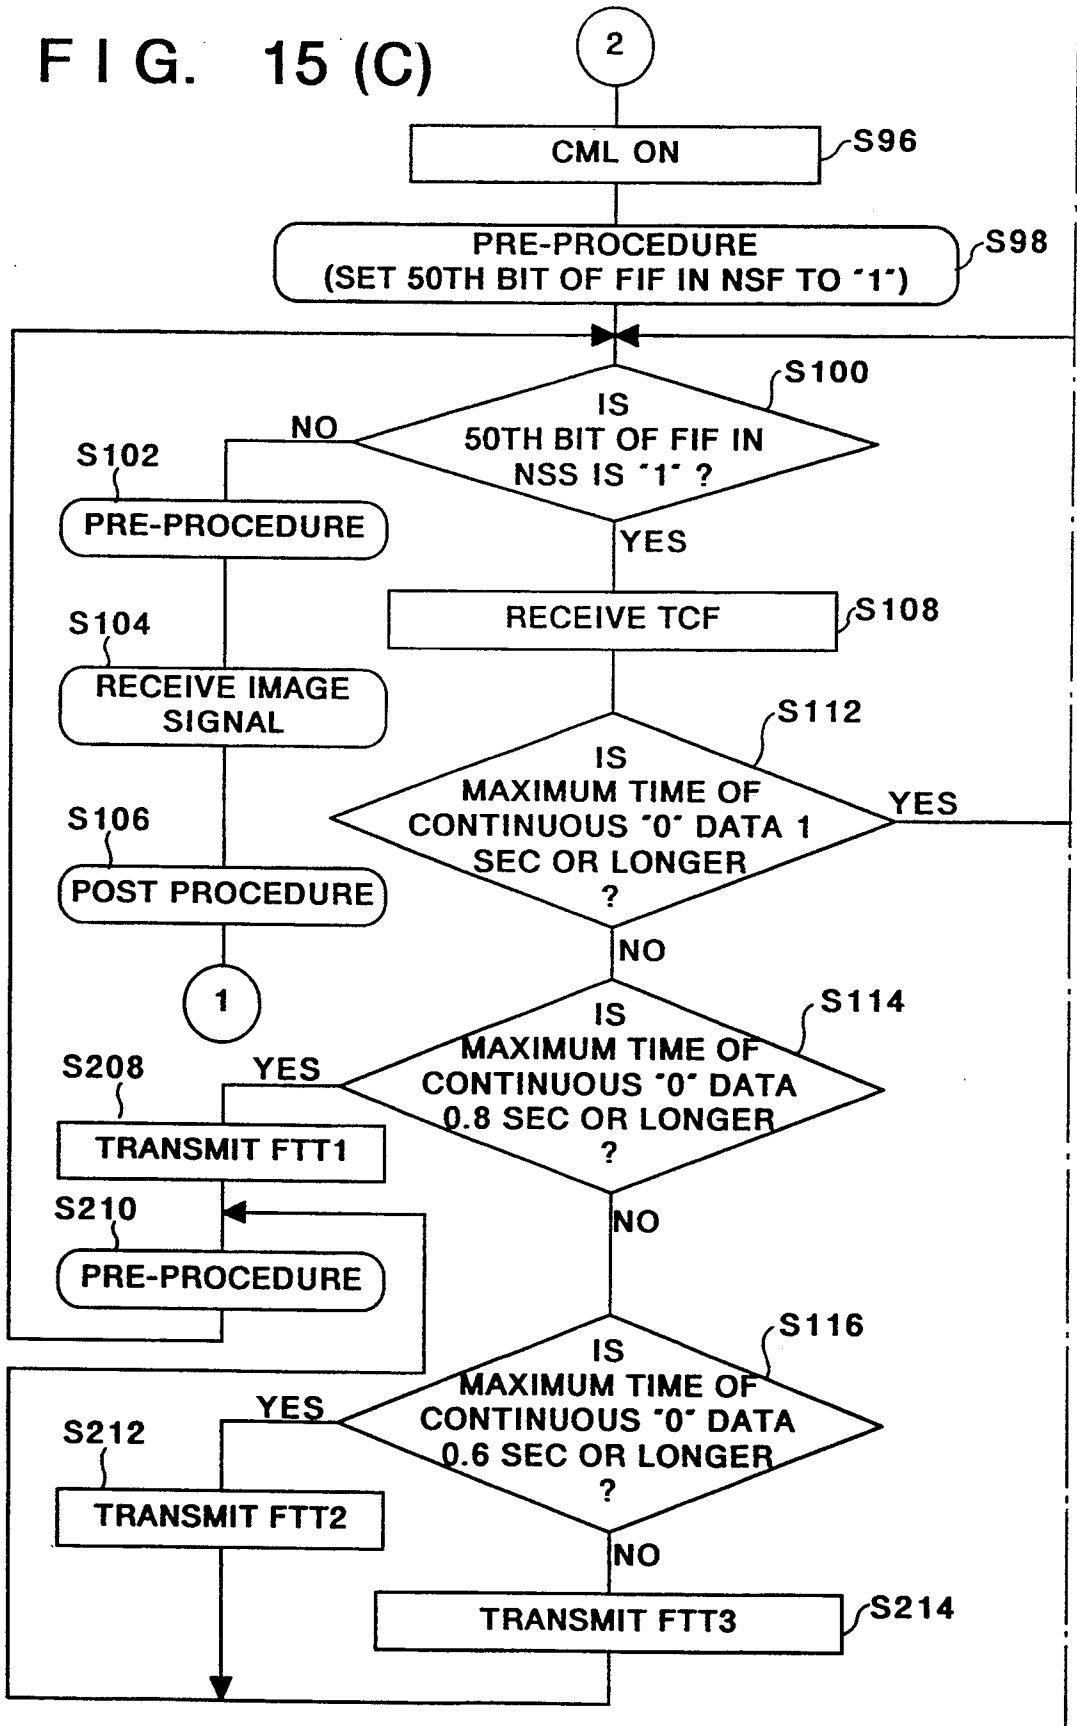 FIG. 15 (C)
2
CML ON
S96
PRE-PROCEDURE
(SET 50TH BIT OF FIF IN NSF TO "1")
S98
S100
IS
50TH BIT OF FIF IN
NSS IS "1" ?
NO
YES
S102
PRE-PROCEDURE
RECEIVE TCF
S108
S104
RECEIVE IMAGE
SIGNAL
S112
IS
MAXIMUM TIME OF
CONTINUOUS "0" DATA 1
SEC OR LONGER
?
YES
NO
S106
POST PROCEDURE
1
S114
IS
MAXIMUM TIME OF
CONTINUOUS "0" DATA
0.8 SEC OR LONGER
?
YES
NO
S208
TRANSMIT FTT1
S210
PRE-PROCEDURE
S116
IS
MAXIMUM TIME OF
CONTINUOUS "0" DATA
0.6 SEC OR LONGER
?
YES
NO
S212
TRANSMIT FTT2
TRANSMIT FTT3
S214